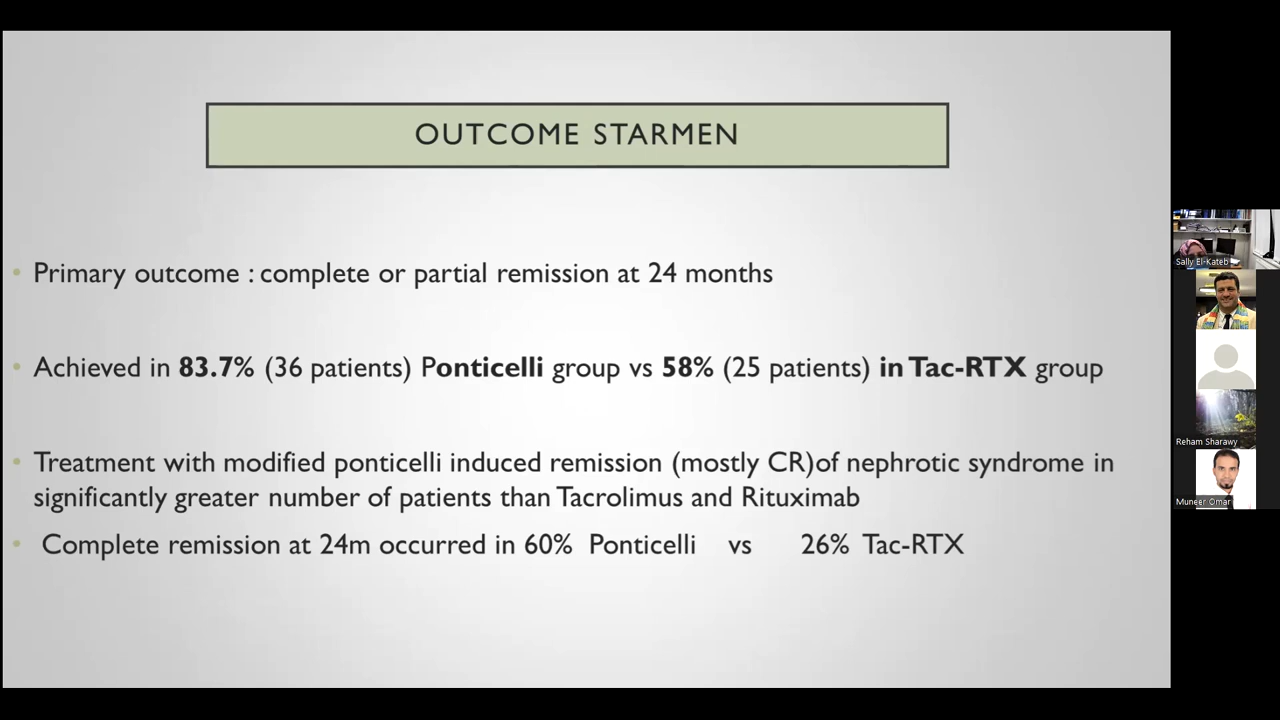 OUTCOME STARMEN
• Primary outcome : complete or partial remission at 24 months
• Achieved in 83.7% (36 patients) Ponticelli group vs 58% (25 patients) in Tac-RTX group
• Treatment with modified ponticelli induced remission (mostly CR)of nephrotic syndrome in
significantly greater number of patients than Tacrolimus and Rituximab
• Complete remission at 24m occurred in 60% Ponticelli vs 26% Tac-RTX
Sally El-Kateb
Reham Sharawy
Muneer Omar